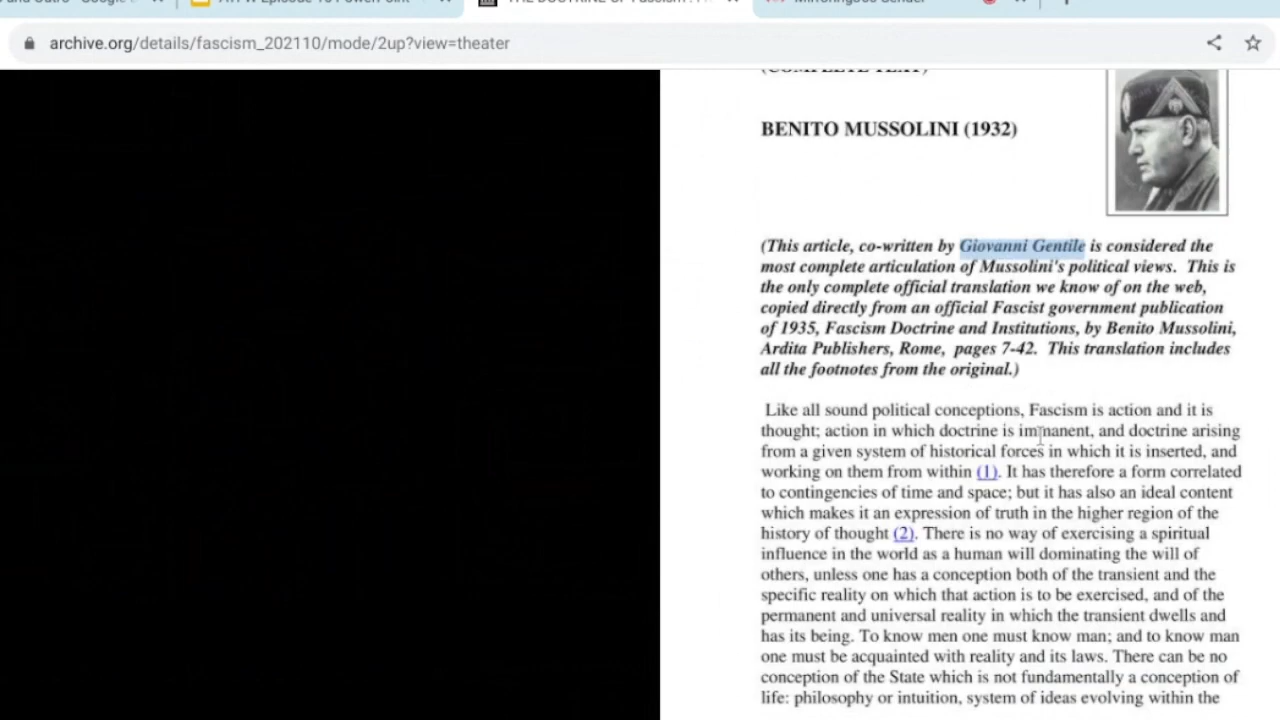 archive.org/details/fascism_202110/mode/2up?view=theater
BENITO MUSSOLINI (1932)
(This article, co-written by Giovanni Gentile is considered the
most complete articulation of Mussolini's political views. This is
the only complete official translation we know of on the web,
copied directly from an official Fascist government publication
of 1935, Fascism Doctrine and Institutions, by Benito Mussolini,
Ardita Publishers, Rome, pages 7-42. This translation includes
all the footnotes from the original.)
Like all sound political conceptions, Fascism is action and it is
thought; action in which doctrine is immanent, and doctrine arising
from a given system of historical forces in which it is inserted, and
working on them from within (1). It has therefore a form correlated
to contingencies of time and space; but it has also an ideal content
which makes it an expression of truth in the higher region of the
history of thought (2). There is no way of exercising a spiritual
influence in the world as a human will dominating the will of
others, unless one has a conception both of the transient and the
specific reality on which that action is to be exercised, and of the
permanent and universal reality in which the transient dwells and
has its being. To know men one must know man; and to know man
one must be acquainted with reality and its laws. There can be no
conception of the State which is not fundamentally a conception of
life: philosophy or intuition, system of ideas evolving within the